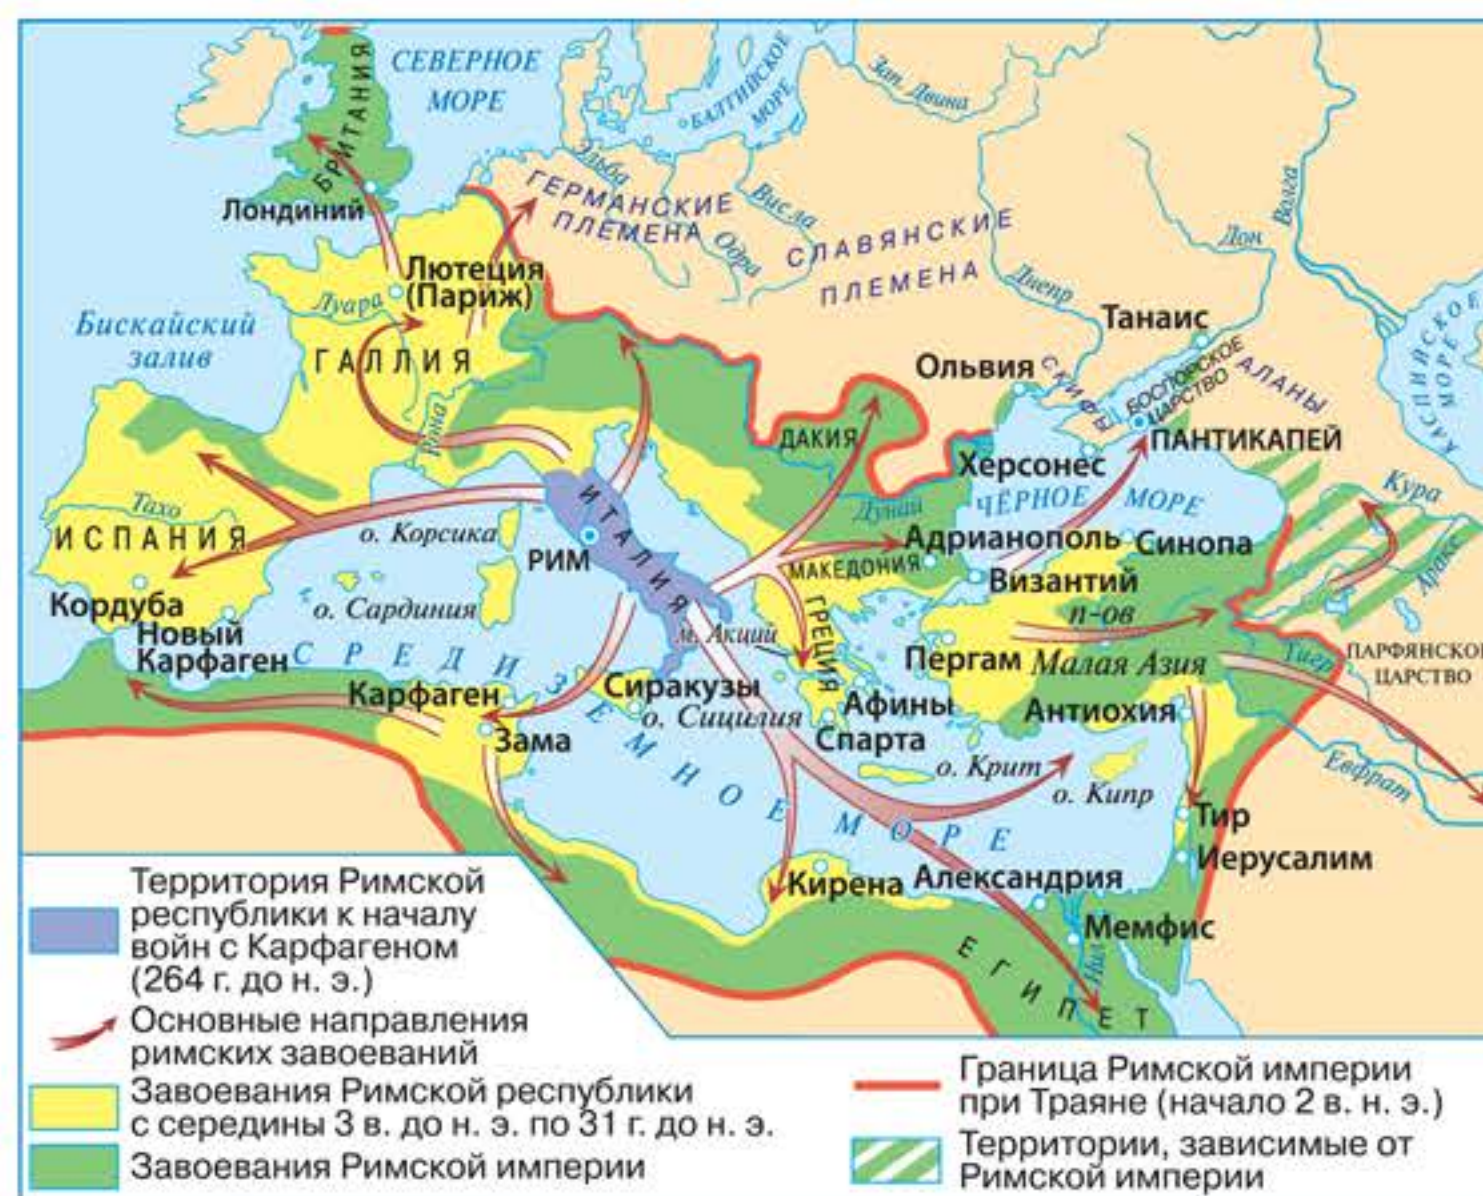 СЕВЕРНОЕ
МОРЕ
БАЛТИЙСКОЕ
МОРЕ
Зап. Двина
БРИТАНИЯ
Лондиний
Эльба
ГЕРМАНСКИЕ
ПЛЕМЕНА
Висла
Одра
СЛАВЯНСКИЕ
ПЛЕМЕНА
Днепр
Дон
Волга
КАСПИЙСКОЕ
МОРЕ
Лютеция
(Париж)
Луара
Бискайский
залив
ГАЛЛИЯ
Рона
Танаис
Ольвия
СКИФЫ
БОСПОРСКОЕ
ЦАРСТВО
АЛАНЫ
ПАНТИКАПЕЙ
ДАКИЯ
Херсонес
ЧЁРНОЕ МОРЕ
Дунай
Кура
Аракс
Тахо
ИСПАНИЯ
о. Корсика
РИМ
ИТАЛИЯ
Адрианополь
Синопа
МАКЕДОНИЯ
Византий
Кордуба
о. Сардиния
Новый
Карфаген
ГРЕЦИЯ
м. Акций
п-ов
Малая Азия
Пергам
Тигр
ПАРФЯНСКОЕ
ЦАРСТВО
СРЕДИЗЕМНОЕ МОРЕ
Карфаген
Сиракузы
о. Сицилия
Афины
Антиохия
Зама
Спарта
о. Крит
о. Кипр
Евфрат
Тир
Иерусалим
Кирена
Александрия
Мемфис
Нил
ЕГИПЕТ
Территория Римской
республики к началу
войн с Карфагеном
(264 г. до н. э.)
Основные направления
римских завоеваний
Завоевания Римской республики
с середины 3 в. до н. э. по 31 г. до н. э.
Завоевания Римской империи
Граница Римской империи
при Траяне (начало 2 в. н. э.)
Территории, зависимые от
Римской империи